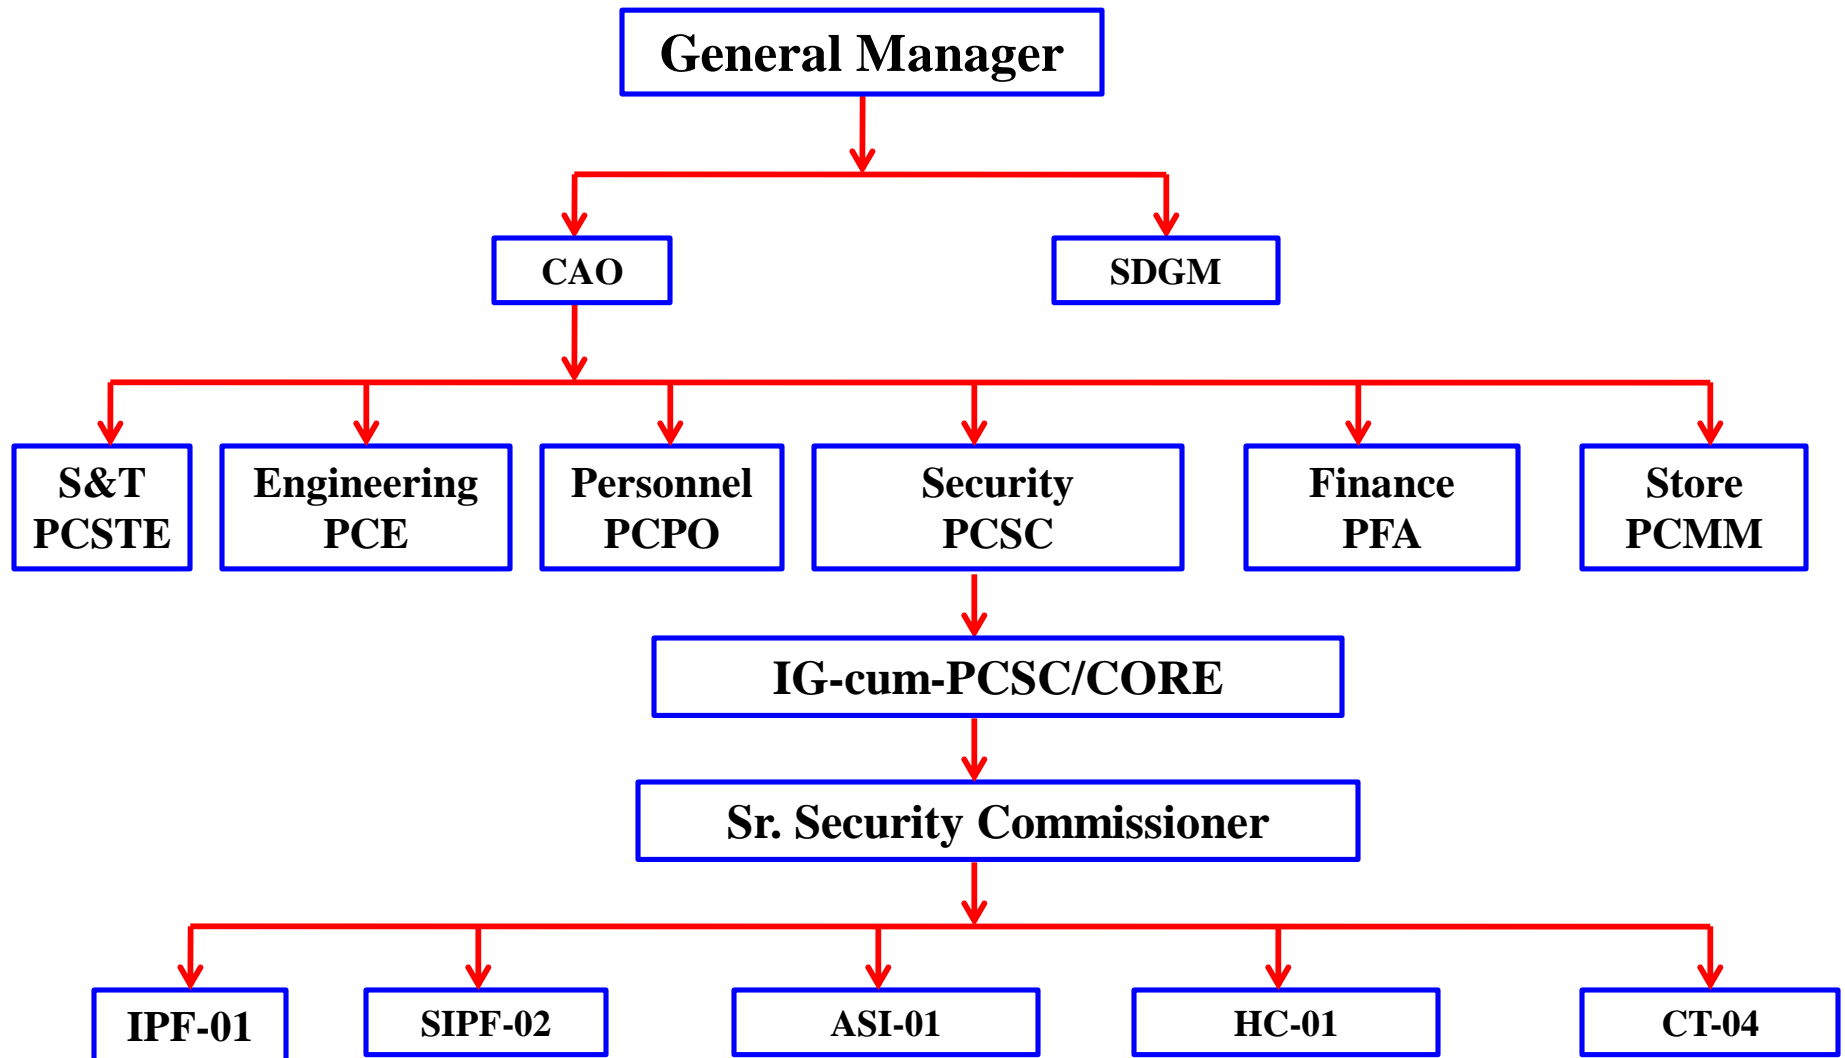 General Manager
CAO
SDGM
S&T
PCSTE
Engineering
PCE
Personnel
PCPO
Security
PCSC
Finance
PFA
Store
PCMM
IG-cum-PCSC/CORE
Sr. Security Commissioner
IPF-01
SIPF-02
ASI-01
HC-01
CT-04